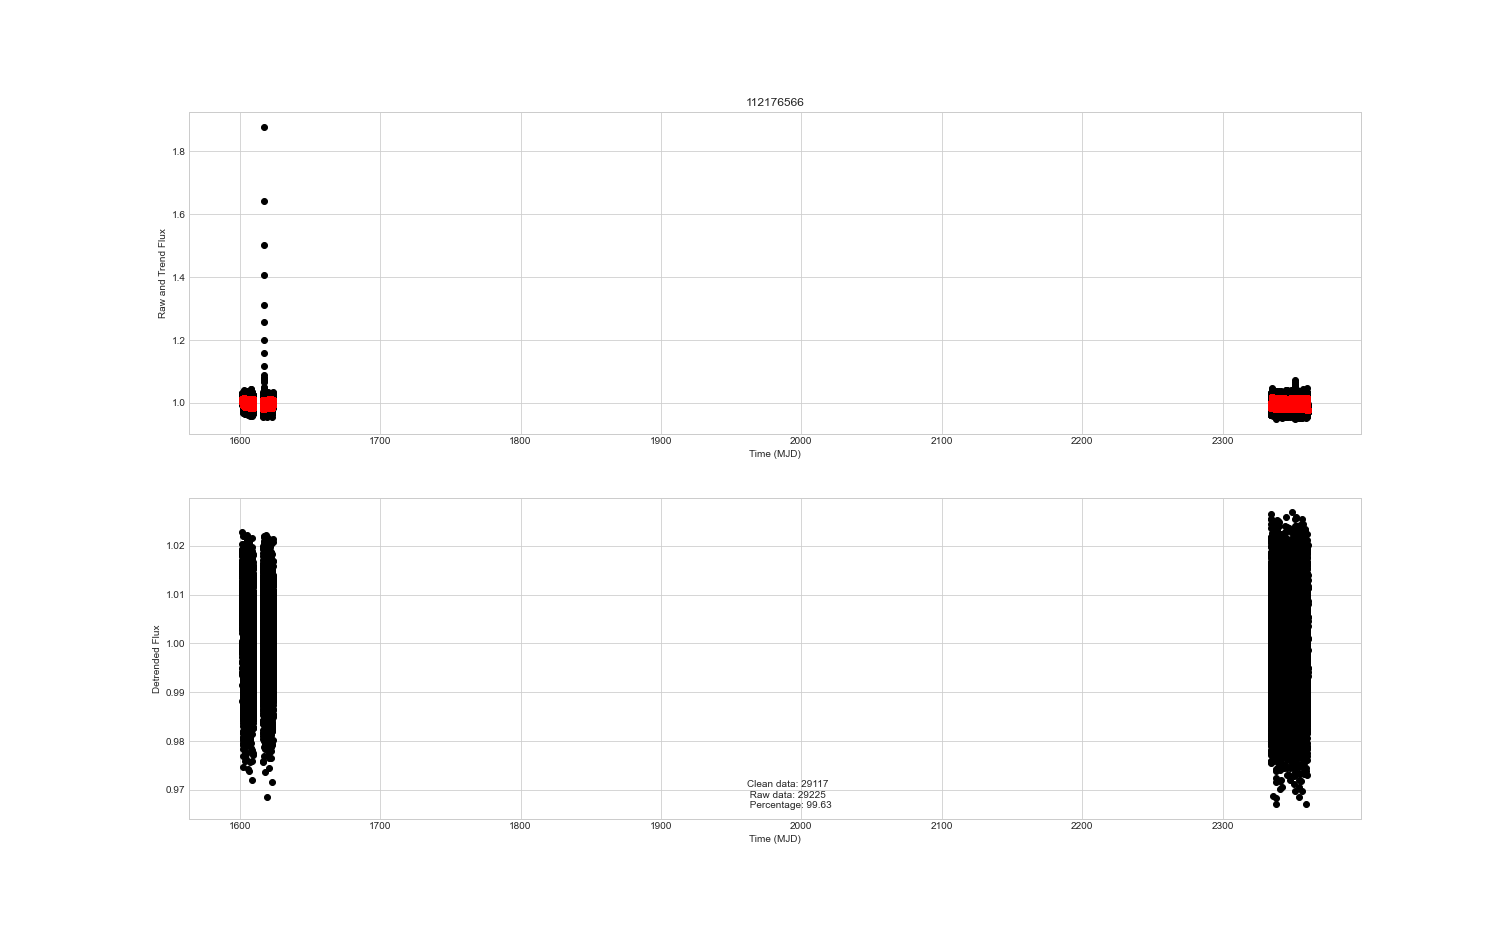 112176566
Raw and Trend Flux
1.8
1.6
1.4
1.2
1.0
1600 1700 1800 1900 2000 2100 2200 2300
Time (MJD)
Detrended Flux
1.02
1.01
1.00
0.99
0.98
0.97
Clean data: 29117
Raw data: 29225
Percentage: 99.63
1600 1700 1800 1900 2000 2100 2200 2300
Time (MJD)